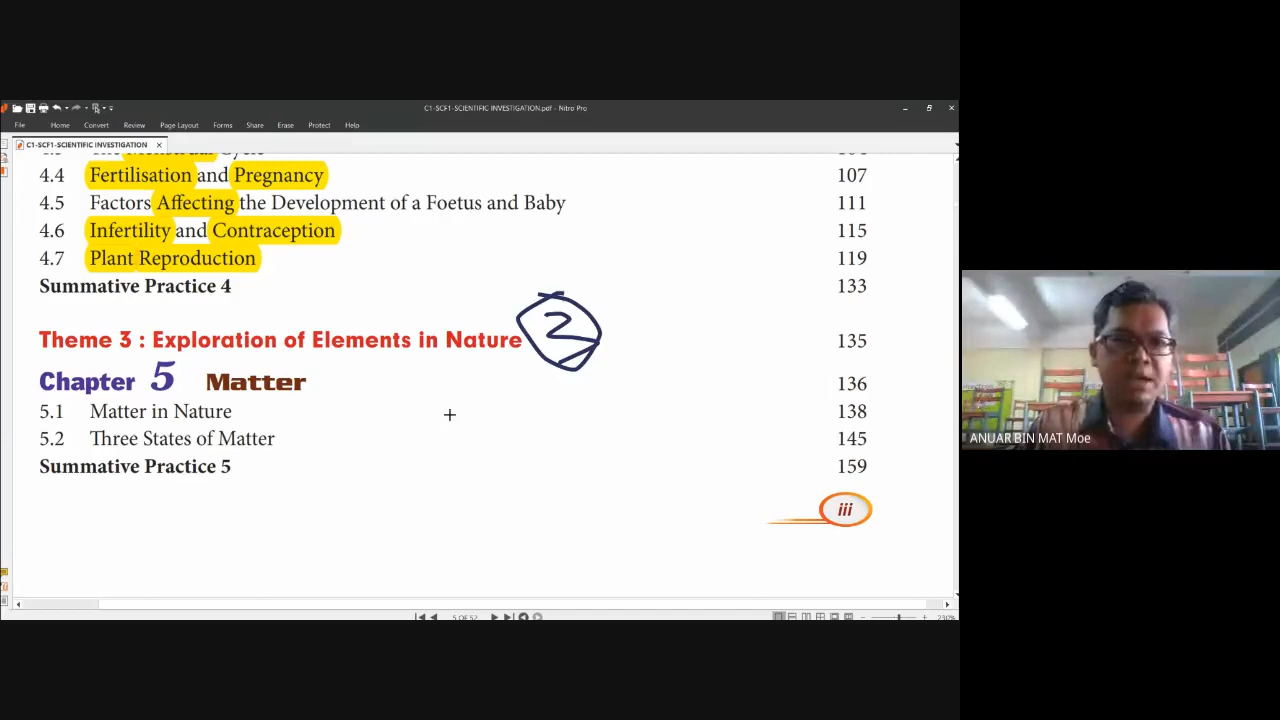 C1-SCF1-SCIENTIFIC INVESTIGATION.pdf - Nitro Pro
File Home Convert Review Page Layout Forms Share Erase Protect Help
C1-SCF1-SCIENTIFIC INVESTIGATION
4.4 Fertilisation and Pregnancy 107
4.5 Factors Affecting the Development of a Foetus and Baby 111
4.6 Infertility and Contraception 115
4.7 Plant Reproduction 119
Summative Practice 4 133
2
Theme 3 : Exploration of Elements in Nature 135
Chapter 5 Matter 136
5.1 Matter in Nature 138
5.2 Three States of Matter 145
Summative Practice 5 159
iii
ANUAR BIN MAT Moe
5 OF 52
230%